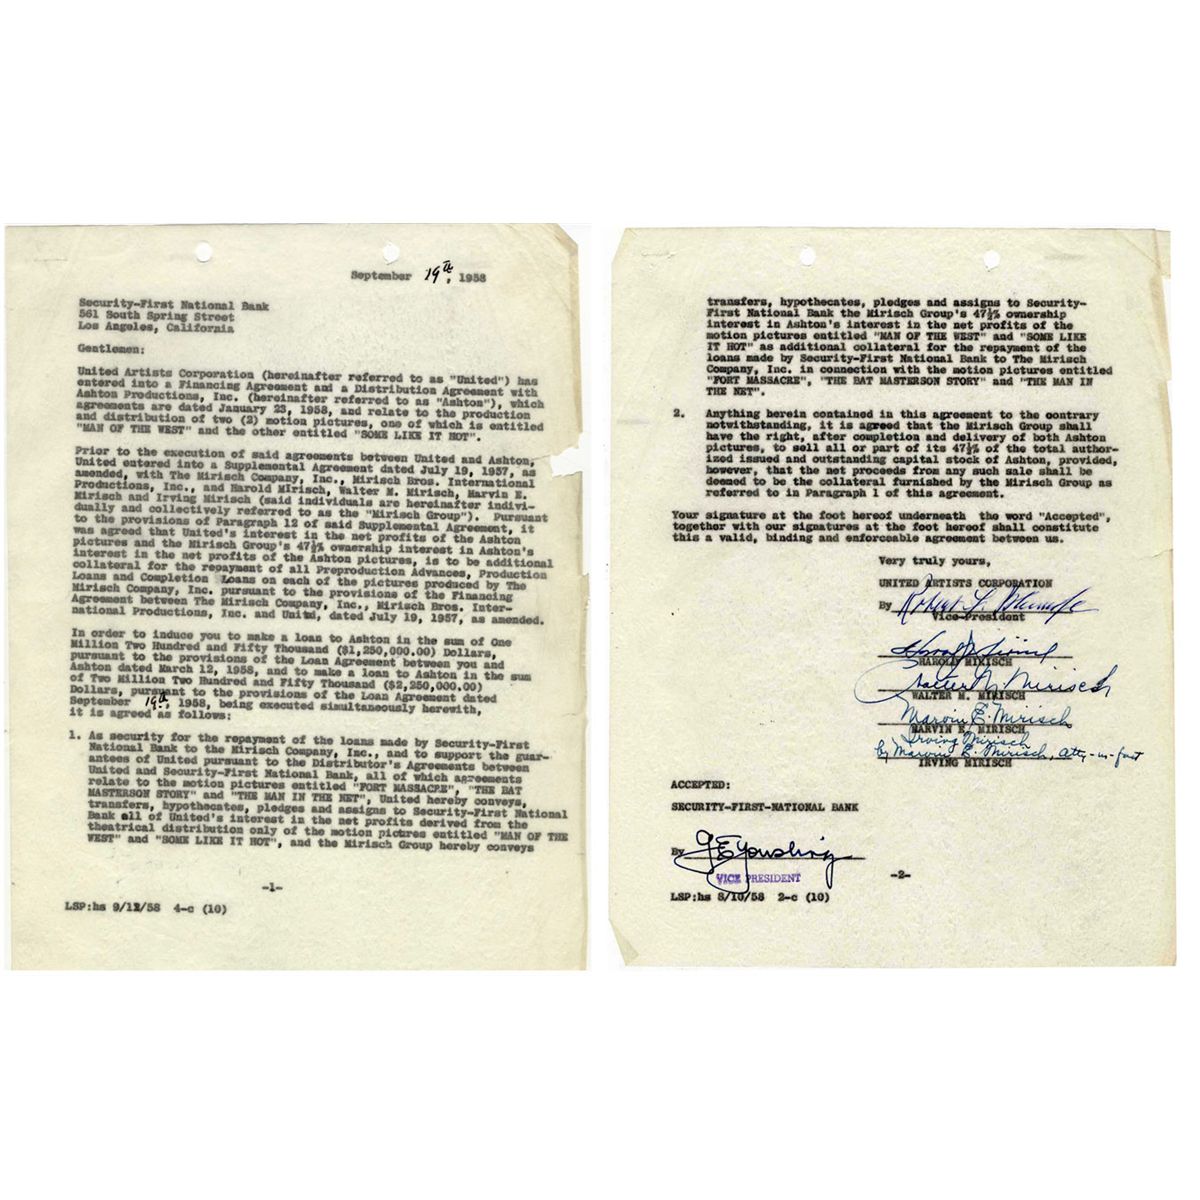 September 19th, 1958
Security-First National Bank
561 South Spring Street
Los Angeles, California
Gentlemen:
United Artists Corporation (hereinafter referred to as "United") has
entered into a Financing Agreement and a Distribution Agreement with
Ashton Productions, Inc. (hereinafter referred to as "Ashton"), which
agreements are dated January 23, 1958, and relate to the production
and distribution of two (2) motion pictures, one of which is entitled
"MAN OF THE WEST" and the other entitled "SOME LIKE IT HOT".
Prior to the execution of said agreements between United and Ashton,
United entered into a Supplemental Agreement dated July 19, 1957, as
amended, with The Mirisch Company, Inc., Mirisch Bros. International
Productions, Inc., and Harold MIrisch, Walter M. Mirisch, Marvin E.
Mirisch and Irving Mirisch (said individuals are hereinafter indivi-
dually and collectively referred to as the "Mirisch Group"). Pursuant
to the provisions of Paragraph 12 of said Supplemental Agreement, it
was agreed that United's interest in the net profits of the Ashton
pictures and the Mirisch Group's 47½% ownership interest in Ashton's
interest in the net profits of the Ashton pictures, is to be additional
collateral for the repayment of all Preproduction Advances, Production
Loans and Completion Loans on each of the pictures produced by The
Mirisch Company, Inc. pursuant to the provisions of the Financing
Agreement between The Mirisch Company, Inc., Mirisch Bros. Inter-
national Productions, Inc. and United, dated July 19, 1957, as amended.
In order to induce you to make a loan to Ashton in the sum of One
Million Two Hundred and Fifty Thousand ($1,250,000.00) Dollars,
pursuant to the provisions of the Loan Agreement between you and
Ashton dated March 12, 1958, and to make a loan to Ashton in the sum
of Two Million Two Hundred and Fifty Thousand ($2,250,000.00)
Dollars, pursuant to the provisions of the Loan Agreement dated
September 19th, 1958, being executed simultaneously herewith,
it is agreed as follows:
1. As security for the repayment of the loans made by Security-First
National Bank to the Mirisch Company, Inc., and to support the guar-
antees of United pursuant to the Distributor's Agreements between
United and Security-First National Bank, all of which agreements
relate to the motion pictures entitled "FORT MASSACRE", "THE BAT
MASTERSON STORY" and "THE MAN IN THE NET", United hereby conveys,
transfers, hypothecates, pledges and assigns to Security-First National
Bank all of United's interest in the net profits derived from the
theatrical distribution only of the motion pictures entitled "MAN OF THE
WEST" and "SOME LIKE IT HOT", and the Mirisch Group hereby conveys
-1-
LSP:hs 9/12/58 4-c (10)
transfers, hypothecates, pledges and assigns to Security-
First National Bank the Mirisch Group's 47½% ownership
interest in Ashton's interest in the net profits of the
motion pictures entitled "MAN OF THE WEST" and "SOME LIKE
IT HOT" as additional collateral for the repayment of the
loans made by Security-First National Bank to The Mirisch
Company, Inc. in connection with the motion pictures entitled
"FORT MASSACRE", "THE BAT MASTERSON STORY" and "THE MAN IN
THE NET".
2. Anything herein contained in this agreement to the contrary
notwithstanding, it is agreed that the Mirisch Group shall
have the right, after completion and delivery of both Ashton
pictures, to sell all or part of its 47½% of the total author-
ized issued and outstanding capital stock of Ashton, provided,
however, that the net proceeds from any such sale shall be
deemed to be the collateral furnished by the Mirisch Group as
referred to in Paragraph 1 of this agreement.
Your signature at the foot hereof underneath the word "Accepted",
together with our signatures at the foot hereof shall constitute
this a valid, binding and enforceable agreement between us.
Very truly yours,
UNITED ARTISTS CORPORATION
By Robert F. Blumofe
Vice-President
Harold Mirisch
HAROLD MIRISCH
Walter M. Mirisch
WALTER M. MIRISCH
Marvin E. Mirisch
MARVIN E. MIRISCH
Irving Mirisch
by Marvin E. Mirisch, Atty-in-fact
IRVING MIRISCH
ACCEPTED:
SECURITY-FIRST-NATIONAL BANK
By
VICE PRESIDENT
-2-
LSP:hs 8/10/58 2-c (10)